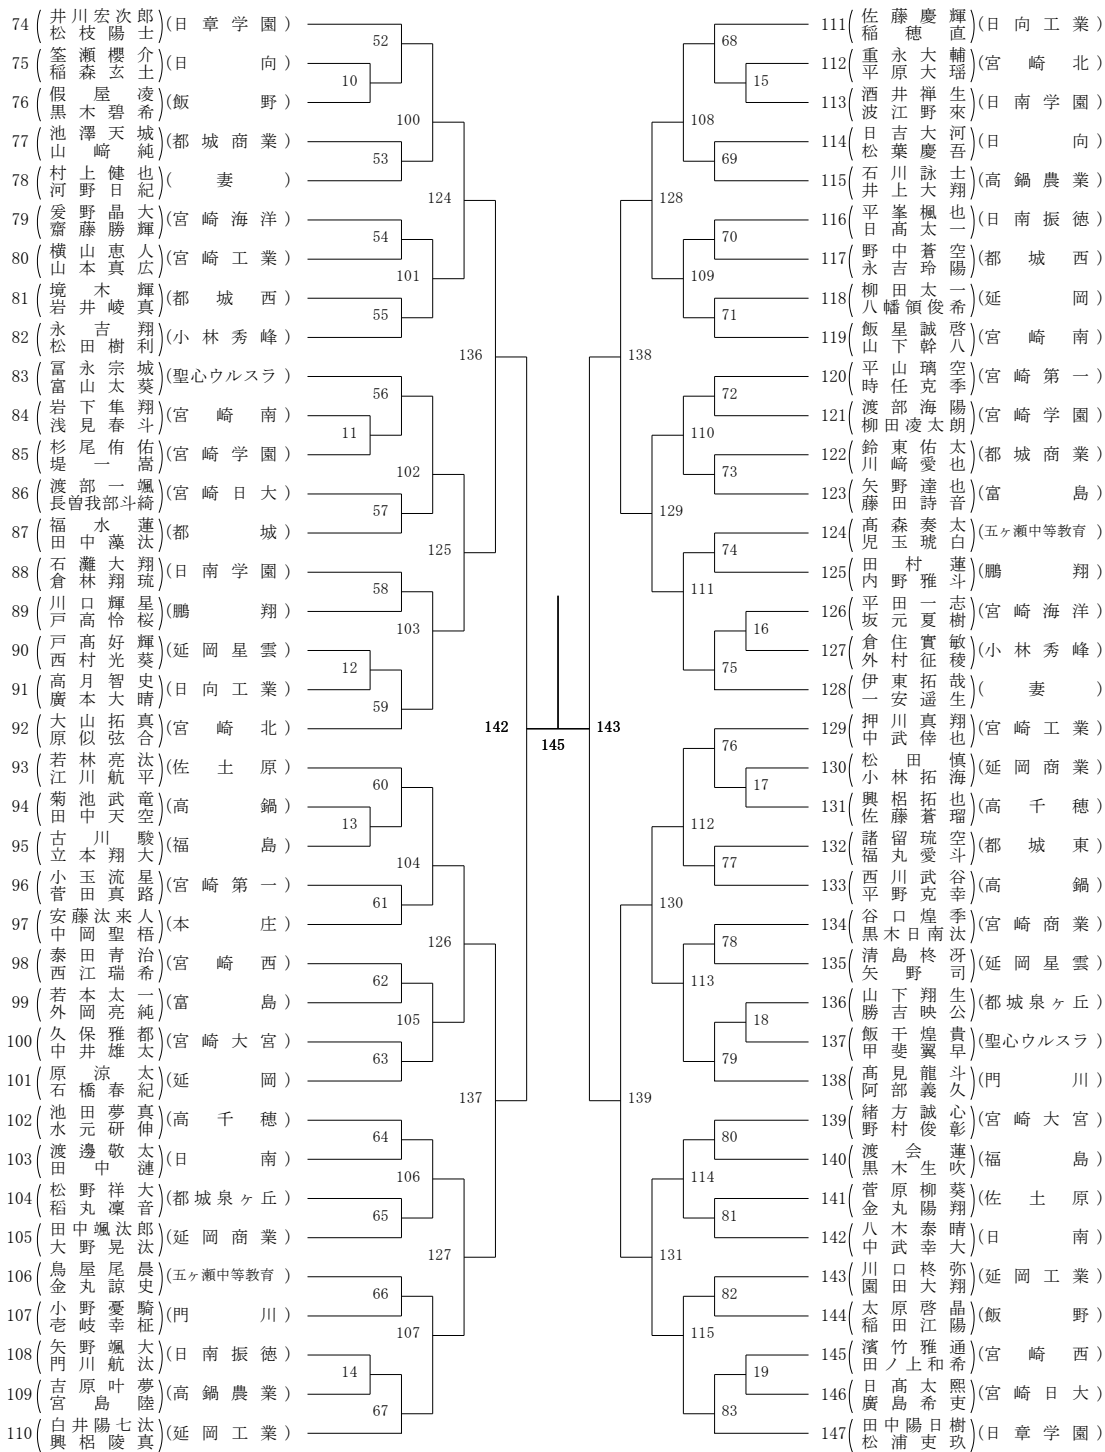 74 井川宏次郎 松枝陽士 (日章学園)
75 筌瀬櫻介 稲森玄士 (日向)
76 假屋凌 黒木碧希 (飯野)
77 池澤天城 山﨑純 (都城商業)
78 村上健也 河野日紀 (妻)
79 爰野晶大 齋藤勝輝 (宮崎海洋)
80 横山恵人 山本真広 (宮崎工業)
81 境木輝 岩井崚真 (都城西)
82 永吉翔 松田樹利 (小林秀峰)
83 冨永宗城 富山太葵 (聖心ウルスラ)
84 岩下隼翔 浅見春斗 (宮崎南)
85 杉尾侑佑 堤一嵩 (宮崎学園)
86 渡部一颯 長曽我部斗綺 (宮崎日大)
87 福水蓮 田中藻汰 (都城)
88 石灘大翔 倉林翔琉 (日南学園)
89 川口輝星 戸高怜桜 (鵬翔)
90 戸髙好輝 西村光葵 (延岡星雲)
91 高月智史 廣本大晴 (日向工業)
92 大山拓真 原似弦合 (宮崎北)
93 若林亮汰 江川航平 (佐土原)
94 菊池武竜 田中天空 (高鍋)
95 古川駿 立本翔大 (福島)
96 小玉流星 菅田真路 (宮崎第一)
97 安藤汰来人 中岡聖梧 (本庄)
98 泰田青治 西江瑞希 (宮崎西)
99 若本太一 外岡亮純 (富島)
100 久保雅都 中井雄太 (宮崎大宮)
101 原涼太 石橋春紀 (延岡)
102 池田夢真 水元研伸 (高千穂)
103 渡邊敬太 田中漣 (日南)
104 松野祥大 稲丸凜音 (都城泉ヶ丘)
105 田中颯汰郎 大野晃汰 (延岡商業)
106 鳥屋尾晨 金丸諒史 (五ヶ瀬中等教育)
107 小野憂騎 壱岐幸柾 (門川)
108 矢野颯大 門川航汰 (日南振徳)
109 吉原叶夢 宮島陸 (高鍋農業)
110 白井陽七汰 興梠陵真 (延岡工業)
52
10
100
53
124
54
101
55
136
56
11
102
57
125
58
103
12
59
142
60
13
104
61
126
62
105
63
137
64
106
65
127
66
107
14
67
145
143
68
15
108
69
128
70
109
71
138
72
110
73
129
74
111
16
75
76
17
112
77
130
78
113
18
79
139
80
114
81
131
82
115
19
83
111 佐藤慶輝 稲穂直 (日向工業)
112 重永大輔 平原大瑶 (宮崎北)
113 酒井禅生 波江野來 (日南学園)
114 日吉大河 松葉慶吾 (日向)
115 石川詠士 井上大翔 (高鍋農業)
116 平峯楓也 日髙太一 (日南振徳)
117 野中蒼空 永吉玲陽 (都城西)
118 柳田太一 八幡領俊希 (延岡)
119 飯星誠啓 山下幹八 (宮崎南)
120 平山璃空 時任克季 (宮崎第一)
121 渡部海陽 柳田凌太朗 (宮崎学園)
122 鈴東佑太 川﨑愛也 (都城商業)
123 矢野達也 藤田詩音 (富島)
124 髙森奏太 児玉琥白 (五ヶ瀬中等教育)
125 田村蓮 内野雅斗 (鵬翔)
126 平田一志 坂元夏樹 (宮崎海洋)
127 倉住實敏 外村征稜 (小林秀峰)
128 伊東拓哉 一安遥生 (妻)
129 押川真翔 中武倖也 (宮崎工業)
130 松田慎 小林拓海 (延岡商業)
131 興梠拓也 佐藤蒼瑠 (高千穂)
132 諸留琉空 福丸愛斗 (都城東)
133 西川武谷 平野克幸 (高鍋)
134 谷口煌季 黒木日南汰 (宮崎商業)
135 清島柊冴 矢野司 (延岡星雲)
136 山下翔生 勝吉映公 (都城泉ヶ丘)
137 飯干煌貴 甲斐翼早 (聖心ウルスラ)
138 髙見龍斗 阿部義久 (門川)
139 緒方誠心 野村俊彰 (宮崎大宮)
140 渡会蓮 黒木生吹 (福島)
141 菅原柳葵 金丸陽翔 (佐土原)
142 八木泰晴 中武幸大 (日南)
143 川口柊弥 園田大翔 (延岡工業)
144 太原啓晶 稲田江陽 (飯野)
145 濱竹雅通 田ノ上和希 (宮崎西)
146 日髙太熙 廣島希吏 (宮崎日大)
147 田中陽日樹 松浦吏玖 (日章学園)